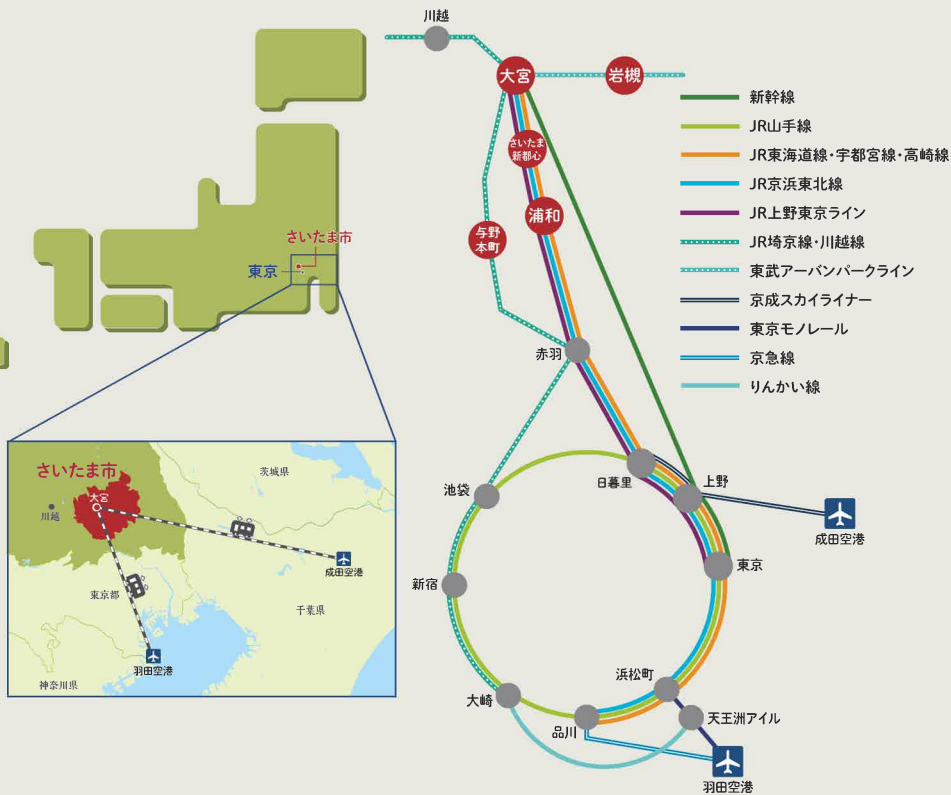 川越
大宮
岩槻
さいたま
新都心
浦和
与野
本町
赤羽
日暮里
上野
池袋
成田空港
新宿
東京
大崎
品川
浜松町
天王洲アイル
羽田空港
新幹線
JR山手線
JR東海道線・宇都宮線・高崎線
JR京浜東北線
JR上野東京ライン
JR埼京線・川越線
東武アーバンパークライン
京成スカイライナー
東京モノレール
京急線
りんかい線
さいたま市
東京
さいたま市
茨城県
大宮
川越
成田空港
東京都
千葉県
羽田空港
神奈川県